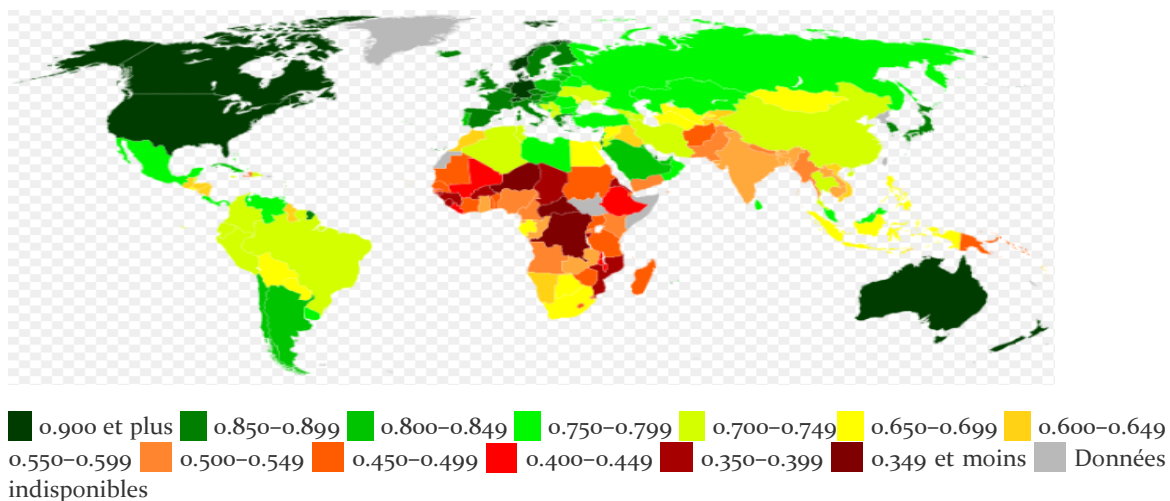 0.900 et plus 0.850–0.899 0.800–0.849 0.750–0.799 0.700–0.749 0.650–0.699 0.600–0.649
0.550–0.599 0.500–0.549 0.450–0.499 0.400–0.449 0.350–0.399 0.349 et moins Données
indisponibles